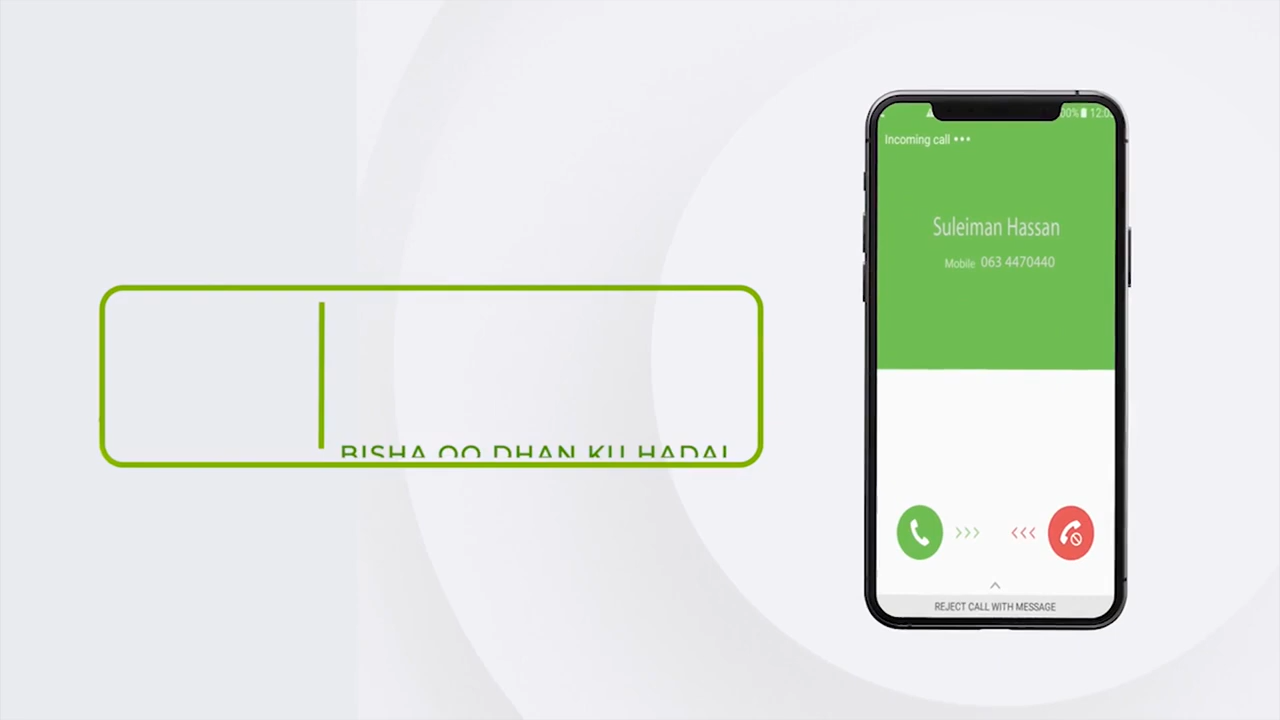 BISHA OO DHAN KU HADAL
Incoming call •••
Suleiman Hassan
Mobile 063 4470440
REJECT CALL WITH MESSAGE